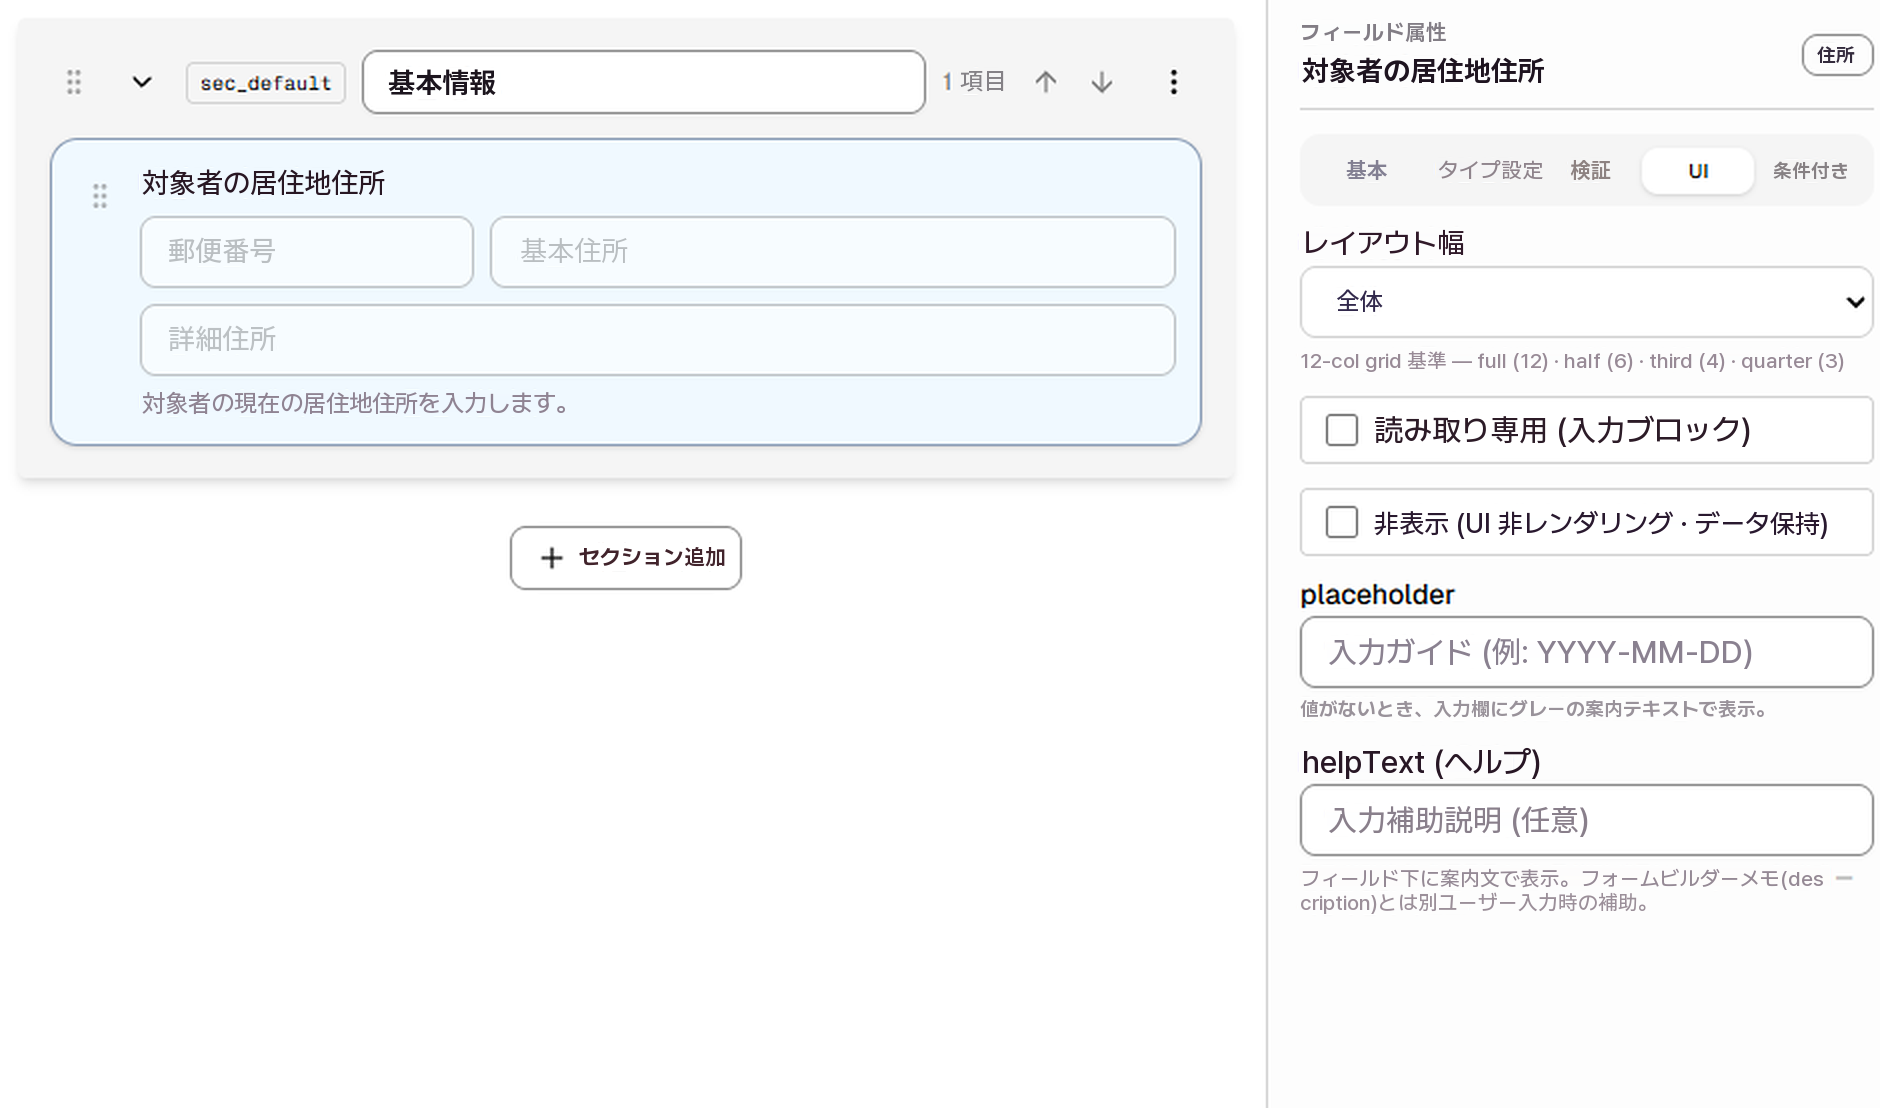 sec_default
基本情報
1 項目
対象者の居住地住所
郵便番号
基本住所
詳細住所
対象者の現在の居住地住所を入力します。
セクション追加
フィールド属性
対象者の居住地住所
住所
基本
タイプ設定
検証
UI
条件付き
レイアウト幅
全体
12-col grid 基準 — full (12) · half (6) · third (4) · quarter (3)
読み取り専用 (入力ブロック)
非表示 (UI 非レンダリング · データ保持)
placeholder
入力ガイド (例: YYYY-MM-DD)
値がないとき、入力欄にグレーの案内テキストで表示。
helpText (ヘルプ)
入力補助説明 (任意)
フィールド下に案内文で表示。フォームビルダーメモ(des
cription)とは別ユーザー入力時の補助。